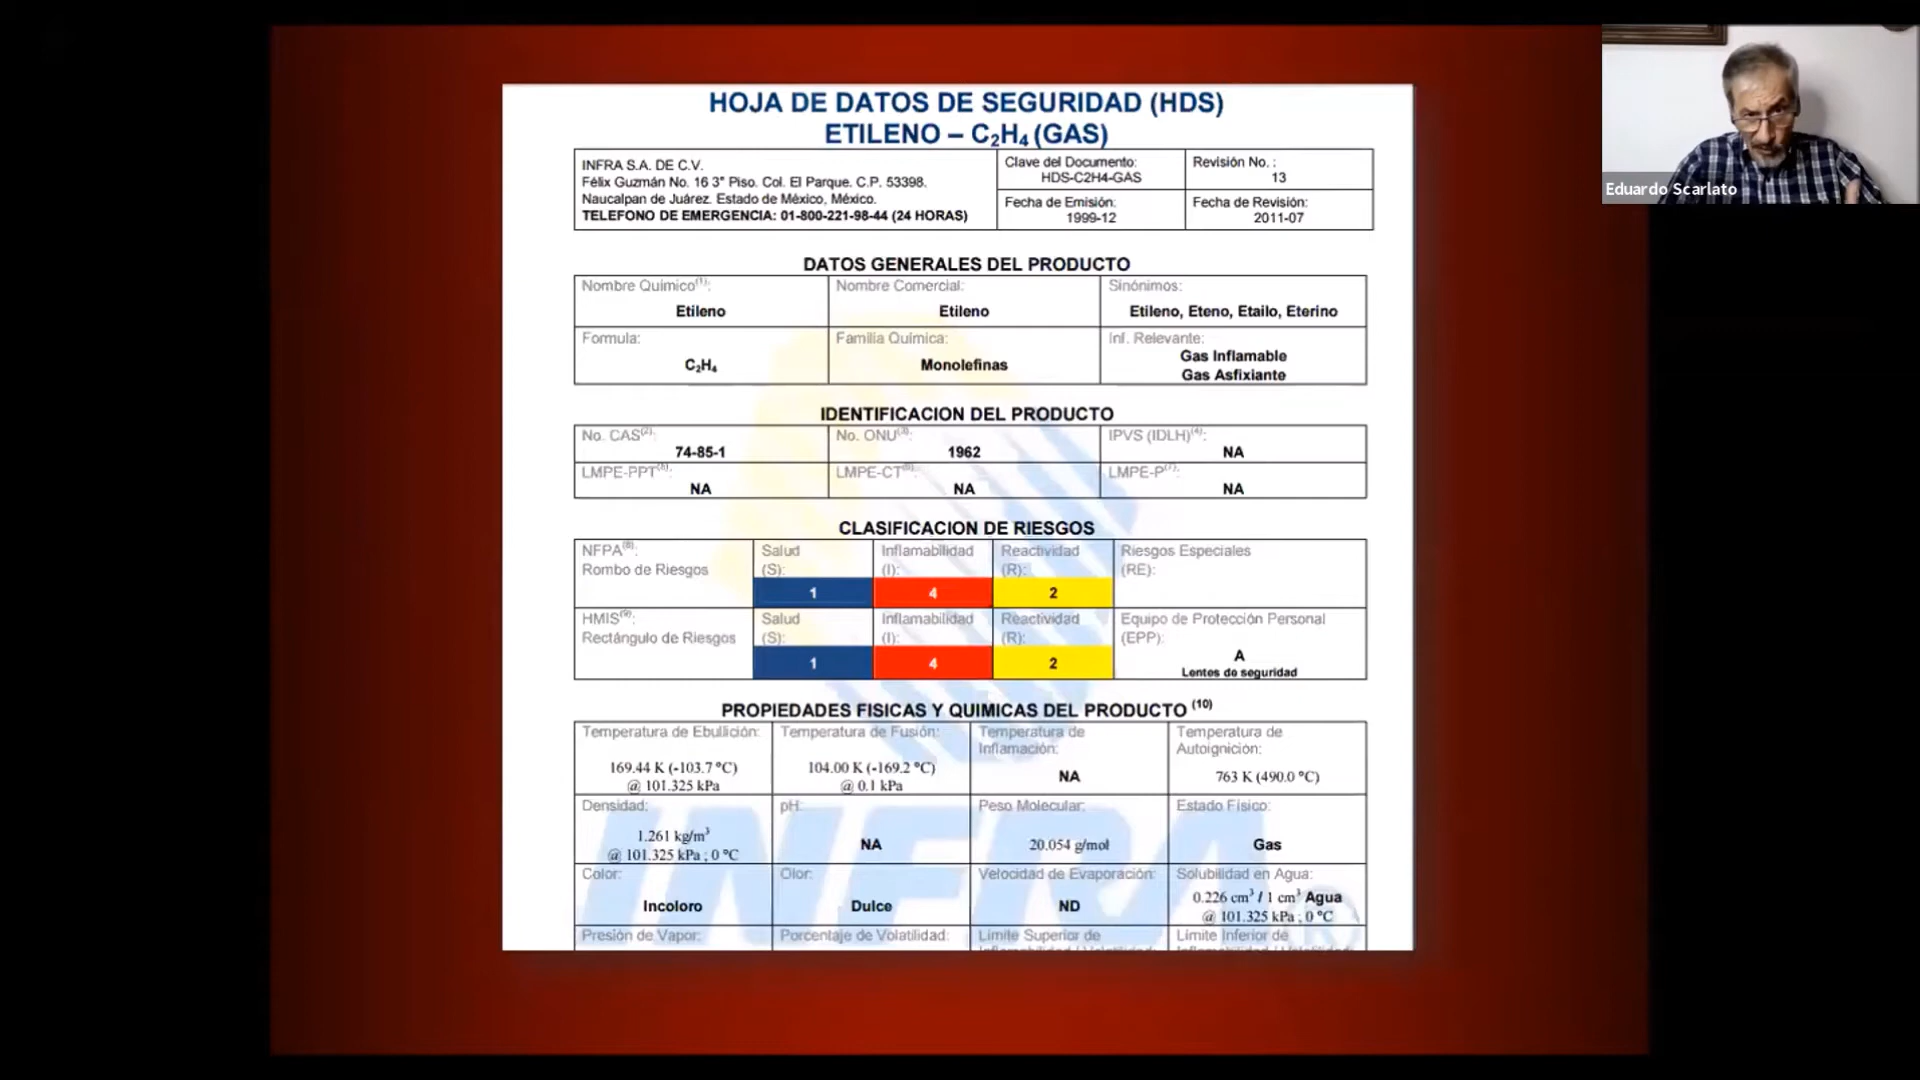 HOJA DE DATOS DE SEGURIDAD (HDS)
ETILENO – C₂H₄ (GAS)
INFRA S.A. DE C.V.
Félix Guzmán No. 16 3° Piso. Col. El Parque. C.P. 53398.
Naucalpan de Juárez. Estado de México, México.
TELEFONO DE EMERGENCIA: 01-800-221-98-44 (24 HORAS)
Clave del Documento:
HDS-C2H4-GAS
Revisión No. :
13
Fecha de Emisión:
1999-12
Fecha de Revisión:
2011-07
Eduardo Scarlato
DATOS GENERALES DEL PRODUCTO
Nombre Quimico(1):
Etileno
Nombre Comercial:
Etileno
Sinónimos:
Etileno, Eteno, Etailo, Eterino
Formula:
C₂H₄
Familia Química:
Monolefinas
Inf. Relevante:
Gas Inflamable
Gas Asfixiante
IDENTIFICACION DEL PRODUCTO
No. CAS(2):
74-85-1
No. ONU(3):
1962
IPVS (IDLH)(4):
NA
LMPE-PPT
NA
LMPE-CT
NA
LMPE-P(7):
NA
CLASIFICACION DE RIESGOS
NFPA(8):
Rombo de Riesgos
Salud
(S):
1
Inflamabilidad
(I):
4
Reactividad
(R):
2
Riesgos Especiales
(RE):
HMIS(9):
Rectángulo de Riesgos
Salud
(S):
1
Inflamabilidad
(I):
4
Reactividad
(R):
2
Equipo de Protección Personal
(EPP):
A
Lentes de seguridad
PROPIEDADES FISICAS Y QUIMICAS DEL PRODUCTO (10)
Temperatura de Ebullición:
169.44 K (-103.7 °C)
@ 101.325 kPa
Temperatura de Fusión:
104.00 K (-169.2 °C)
@ 0.1 kPa
Temperatura de
Inflamación:
NA
Temperatura de
Autoignición:
763 K (490.0 °C)
Densidad:
1.261 kg/m³
@ 101.325 kPa ; 0 °C
pH:
NA
Peso Molecular:
20.054 g/mol
Estado Físico:
Gas
Color:
Incoloro
Olor:
Dulce
Velocidad de Evaporación:
ND
Solubilidad en Agua:
0.226 cm³ / 1 cm³ Agua
@ 101.325 kPa ; 0 °C
Presión de Vapor:
Porcentaje de Volatilidad:
Limite Superior de
Limite Inferior de
INFRA